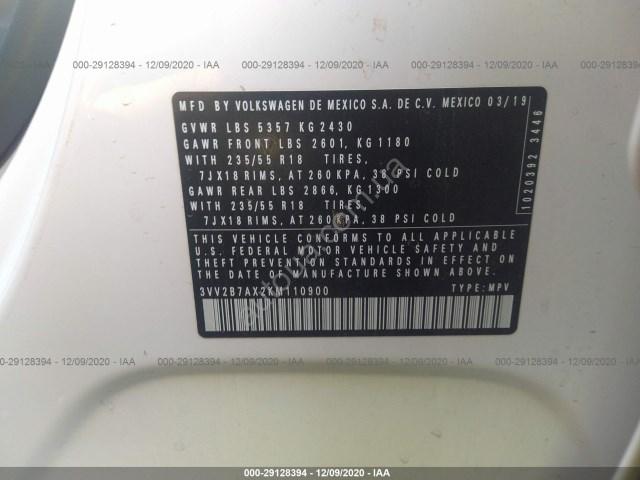 000-29128394 - 12/09/2020 - IAA 000-29128394 - 12/09/2020 - IAA 000-29128394 - 12/09/2020 - IAA
MFD BY VOLKSWAGEN DE MEXICO S.A. DE C.V. MEXICO 03/19
GVWR LBS 5357 KG 2430
GAWR FRONT LBS 2601, KG 1180
WITH 235/55 R18 TIRES,
7JX18 RIMS, AT 260 KPA, 38 PSI COLD
GAWR REAR LBS 2866, KG 1300
WITH 235/55 R18 TIRES,
7JX18 RIMS, AT 260 KPA, 38 PSI COLD
1020392 3446
THIS VEHICLE CONFORMS TO ALL APPLICABLE
U.S. FEDERAL MOTOR VEHICLE SAFETY AND
THEFT PREVENTION STANDARDS IN EFFECT ON
THE DATE OF MANUFACTURE SHOWN ABOVE.
3VV2B7AX2KM110900 TYPE: MPV
autoauction.com.ua
000-29128394 - 12/09/2020 - IAA 000-29128394 - 12/09/2020 - IAA 000-29128394 - 12/09/2020 - IAA
000-29128394 - 12/09/2020 - IAA